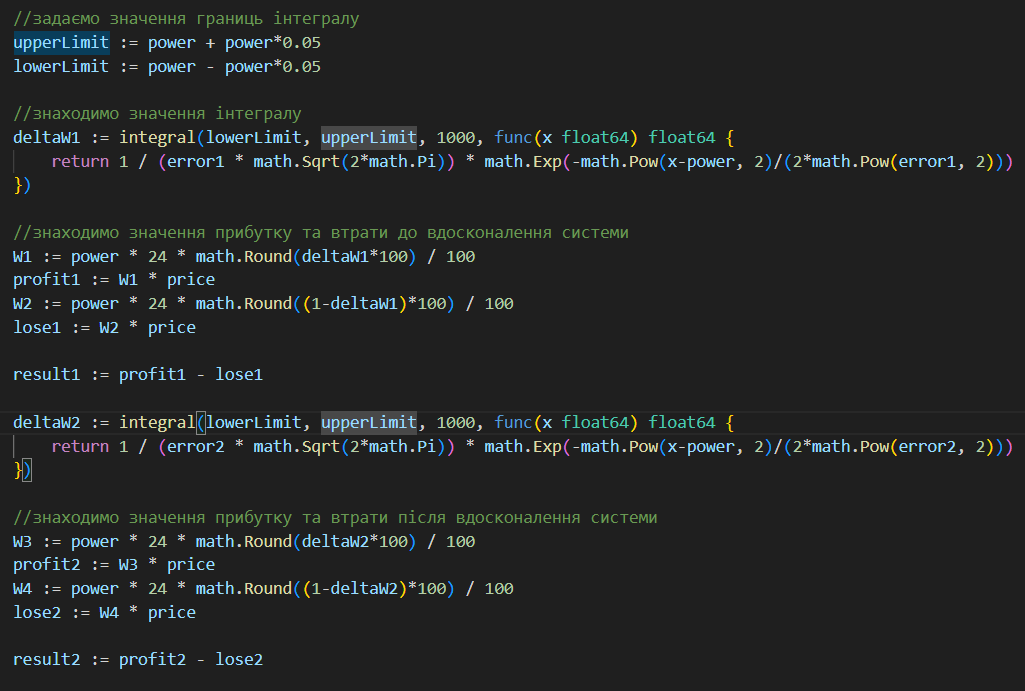 //задаємо значення границь інтегралу
upperLimit := power + power*0.05
lowerLimit := power - power*0.05
//знаходимо значення інтегралу
deltaW1 := integral(lowerLimit, upperLimit, 1000, func(x float64) float64 {
return 1 / (error1 * math.Sqrt(2*math.Pi)) * math.Exp(-math.Pow(x-power, 2)/(2*math.Pow(error1, 2)))
})
//знаходимо значення прибутку та втрати до вдосконалення системи
W1 := power * 24 * math.Round(deltaW1*100) / 100
profit1 := W1 * price
W2 := power * 24 * math.Round((1-deltaW1)*100) / 100
lose1 := W2 * price
result1 := profit1 - lose1
deltaW2 := integral(lowerLimit, upperLimit, 1000, func(x float64) float64 {
return 1 / (error2 * math.Sqrt(2*math.Pi)) * math.Exp(-math.Pow(x-power, 2)/(2*math.Pow(error2, 2)))
})
//знаходимо значення прибутку та втрати після вдосконалення системи
W3 := power * 24 * math.Round(deltaW2*100) / 100
profit2 := W3 * price
W4 := power * 24 * math.Round((1-deltaW2)*100) / 100
lose2 := W4 * price
result2 := profit2 - lose2